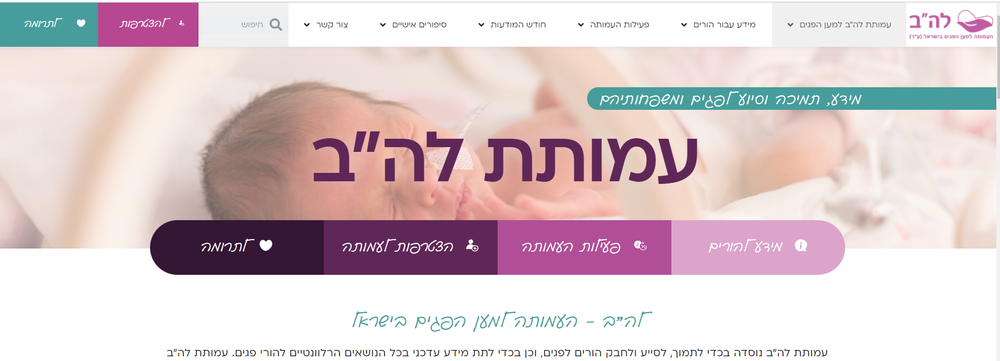 לה"ב
העמותה למען הפגים בישראל (ע"ר)
עמותת לה"ב למען הפגים
מידע עבור הורים
פעילות העמותה
חודש המודעות
סיפורים אישיים
צור קשר
חיפוש
להצטרפות
לתרומה
מידע, תמיכה וסיוע לפגים ומשפחותיהם
עמותת לה"ב
מידע להורים
פעילות העמותה
הצטרפות לעמותה
לתרומה
לה"ב - העמותה למען הפגים בישראל
עמותת לה"ב נוסדה בכדי לתמוך, לסייע ולחבק הורים לפגים, וכן בכדי לתת מידע עדכני בכל הנושאים הרלוונטיים להורי פגים. עמותת לה"ב